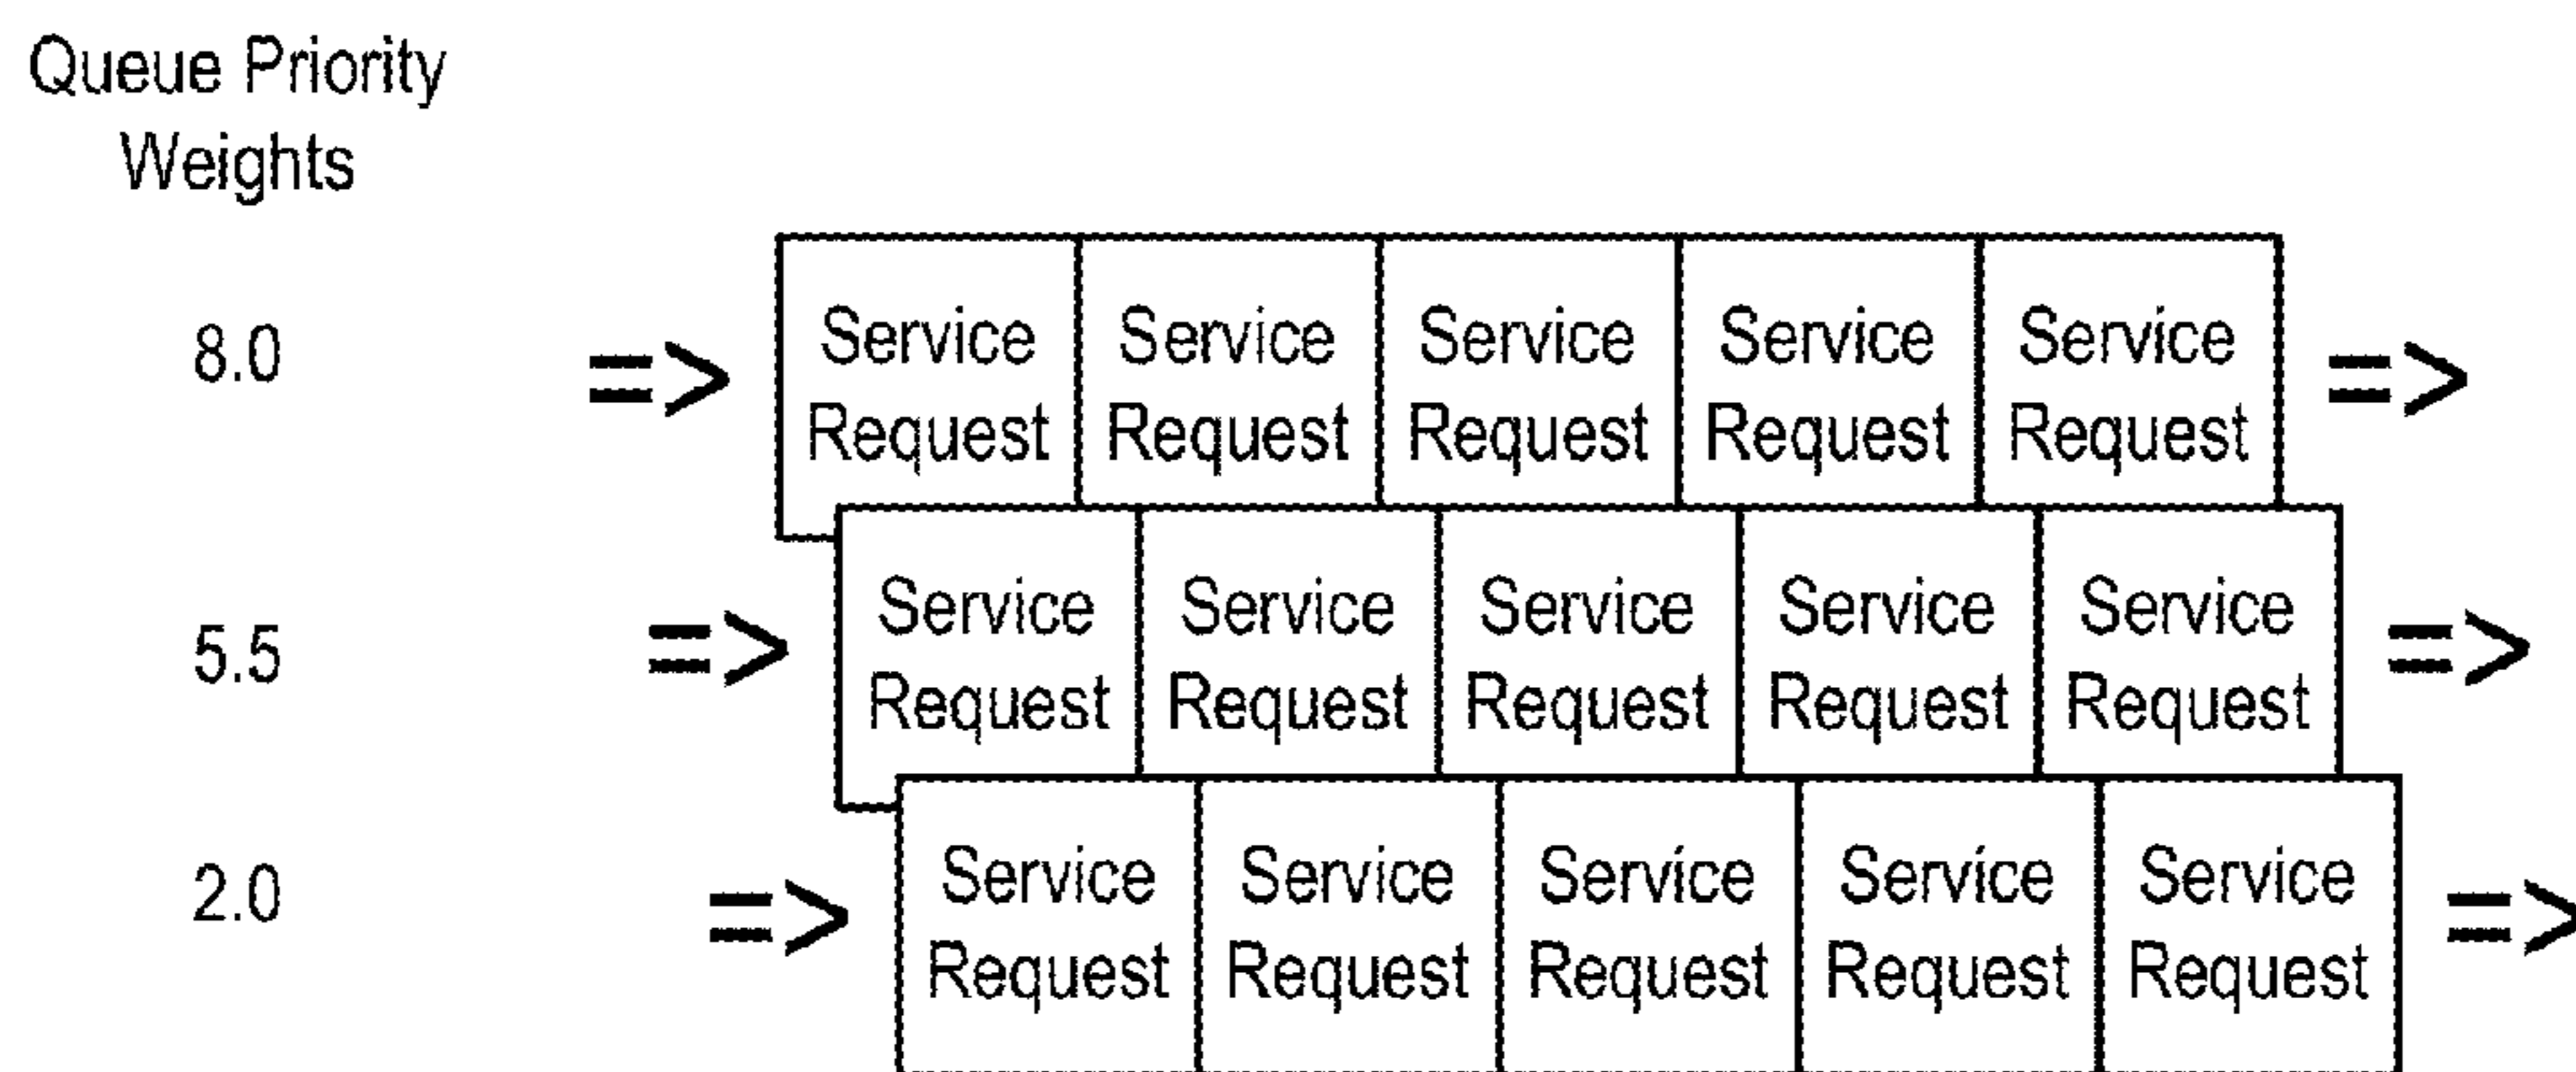 Queue Priority
Weights
8.0 => Service Service Service Service Service =>
Request Request Request Request Request
5.5 => Service Service Service Service Service =>
Request Request Request Request Request
2.0 => Service Service Service Service Service =>
Request Request Request Request Request